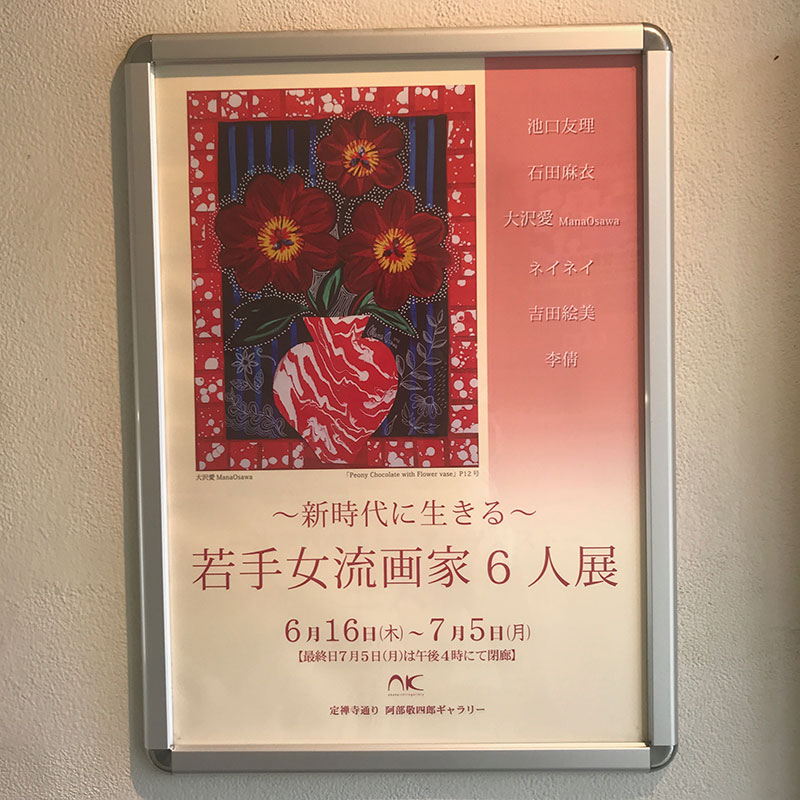 池口友理
石田麻衣
大沢愛 ManaOsawa
ネイネイ
吉田絵美
李倩
大沢愛 ManaOsawa 「Peony Chocolate with Flower vase」P12号
～新時代に生きる～
若手女流画家6人展
6月16日(木)～7月5日(月)
【最終日7月5日(月)は午後4時にて閉廊】
定禅寺通り 阿部敬四郎ギャラリー